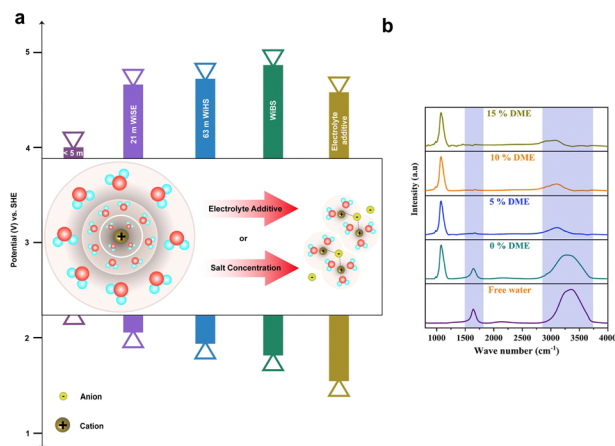 a
Potential (V) vs. SHE
5
4
3
2
1
< 5 m
21 m WiSE
63 m WiHS
WiBS
Electrolyte
additive
Electrolyte Additive
or
Salt Concentration
+
Anion
+
Cation
b
Intensity (a.u)
15 % DME
10 % DME
5 % DME
0 % DME
Free water
1000 1500 2000 2500 3000 3500 4000
Wave number (cm⁻¹)